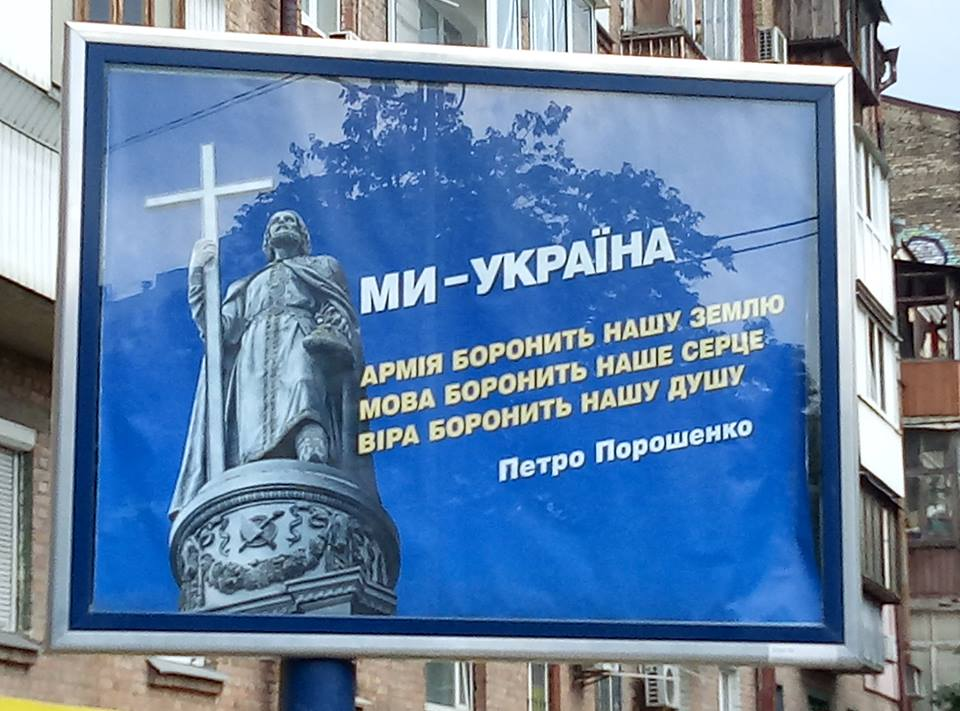 МИ – УКРАЇНА
АРМІЯ БОРОНИТЬ НАШУ ЗЕМЛЮ
МОВА БОРОНИТЬ НАШЕ СЕРЦЕ
ВІРА БОРОНИТЬ НАШУ ДУШУ
Петро Порошенко